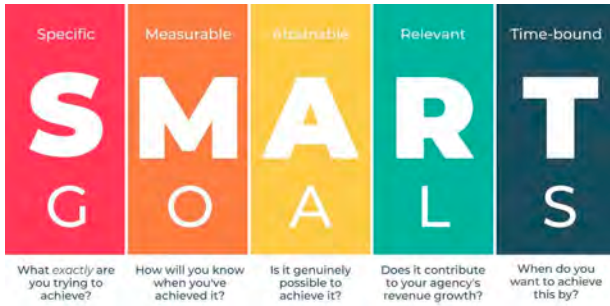 Specific Measurable Attainable Relevant Time-bound
S M A R T
G O A L S
What exactly are How will you know Is it genuinely Does it contribute When do you
you trying to when you've possible to to your agency's want to achieve
achieve? achieved it? achieve it? revenue growth? this by?